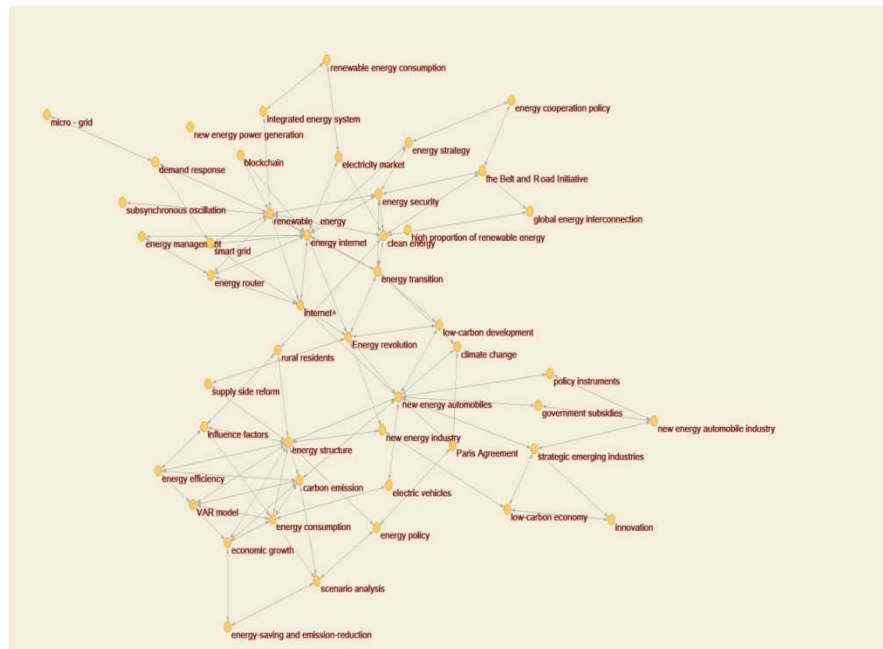 renewable energy consumption
energy cooperation policy
integrated energy system
micro - grid
new energy power generation
energy strategy
blockchain
electricity market
demand response
the Belt and Road Initiative
energy security
subsynchronous oscillation
global energy interconnection
renewable energy
high proportion of renewable energy
energy management
energy internet
clean energy
smart grid
energy transition
energy router
Internet+
low-carbon development
Energy revolution
climate change
rural residents
policy instruments
supply side reform
new energy automobiles
government subsidies
new energy automobile industry
Influence factors
new energy industry
energy structure
Paris Agreement
strategic emerging industries
energy efficiency
carbon emission
electric vehicles
VAR model
low-carbon economy
energy consumption
innovation
energy policy
economic growth
scenario analysis
energy-saving and emission-reduction